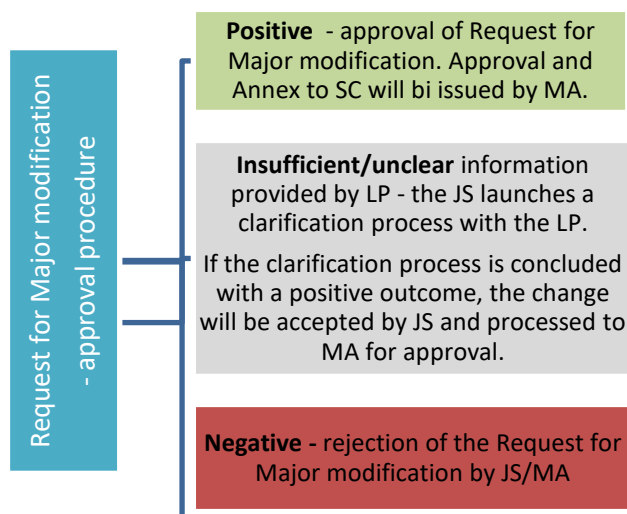 Request for Major modification
- approval procedure
Positive - approval of Request for
Major modification. Approval and
Annex to SC will bi issued by MA.
Insufficient/unclear information
provided by LP - the JS launches a
clarification process with the LP.
If the clarification process is concluded
with a positive outcome, the change
will be accepted by JS and processed to
MA for approval.
Negative - rejection of the Request for
Major modification by JS/MA